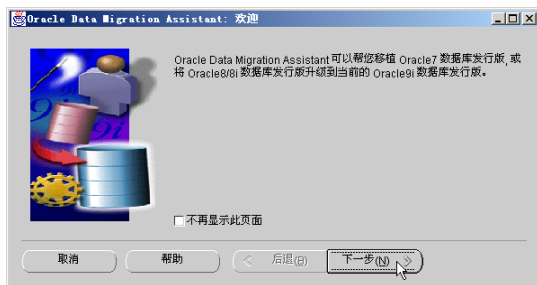 Oracle Data Migration Assistant: 欢迎
Oracle Data Migration Assistant 可以帮您移植 Oracle7 数据库发行版, 或
将 Oracle8/8i 数据库发行版升级到当前的 Oracle9i 数据库发行版。
9i
不再显示此页面
取消
帮助
后退(B)
下一步(N)